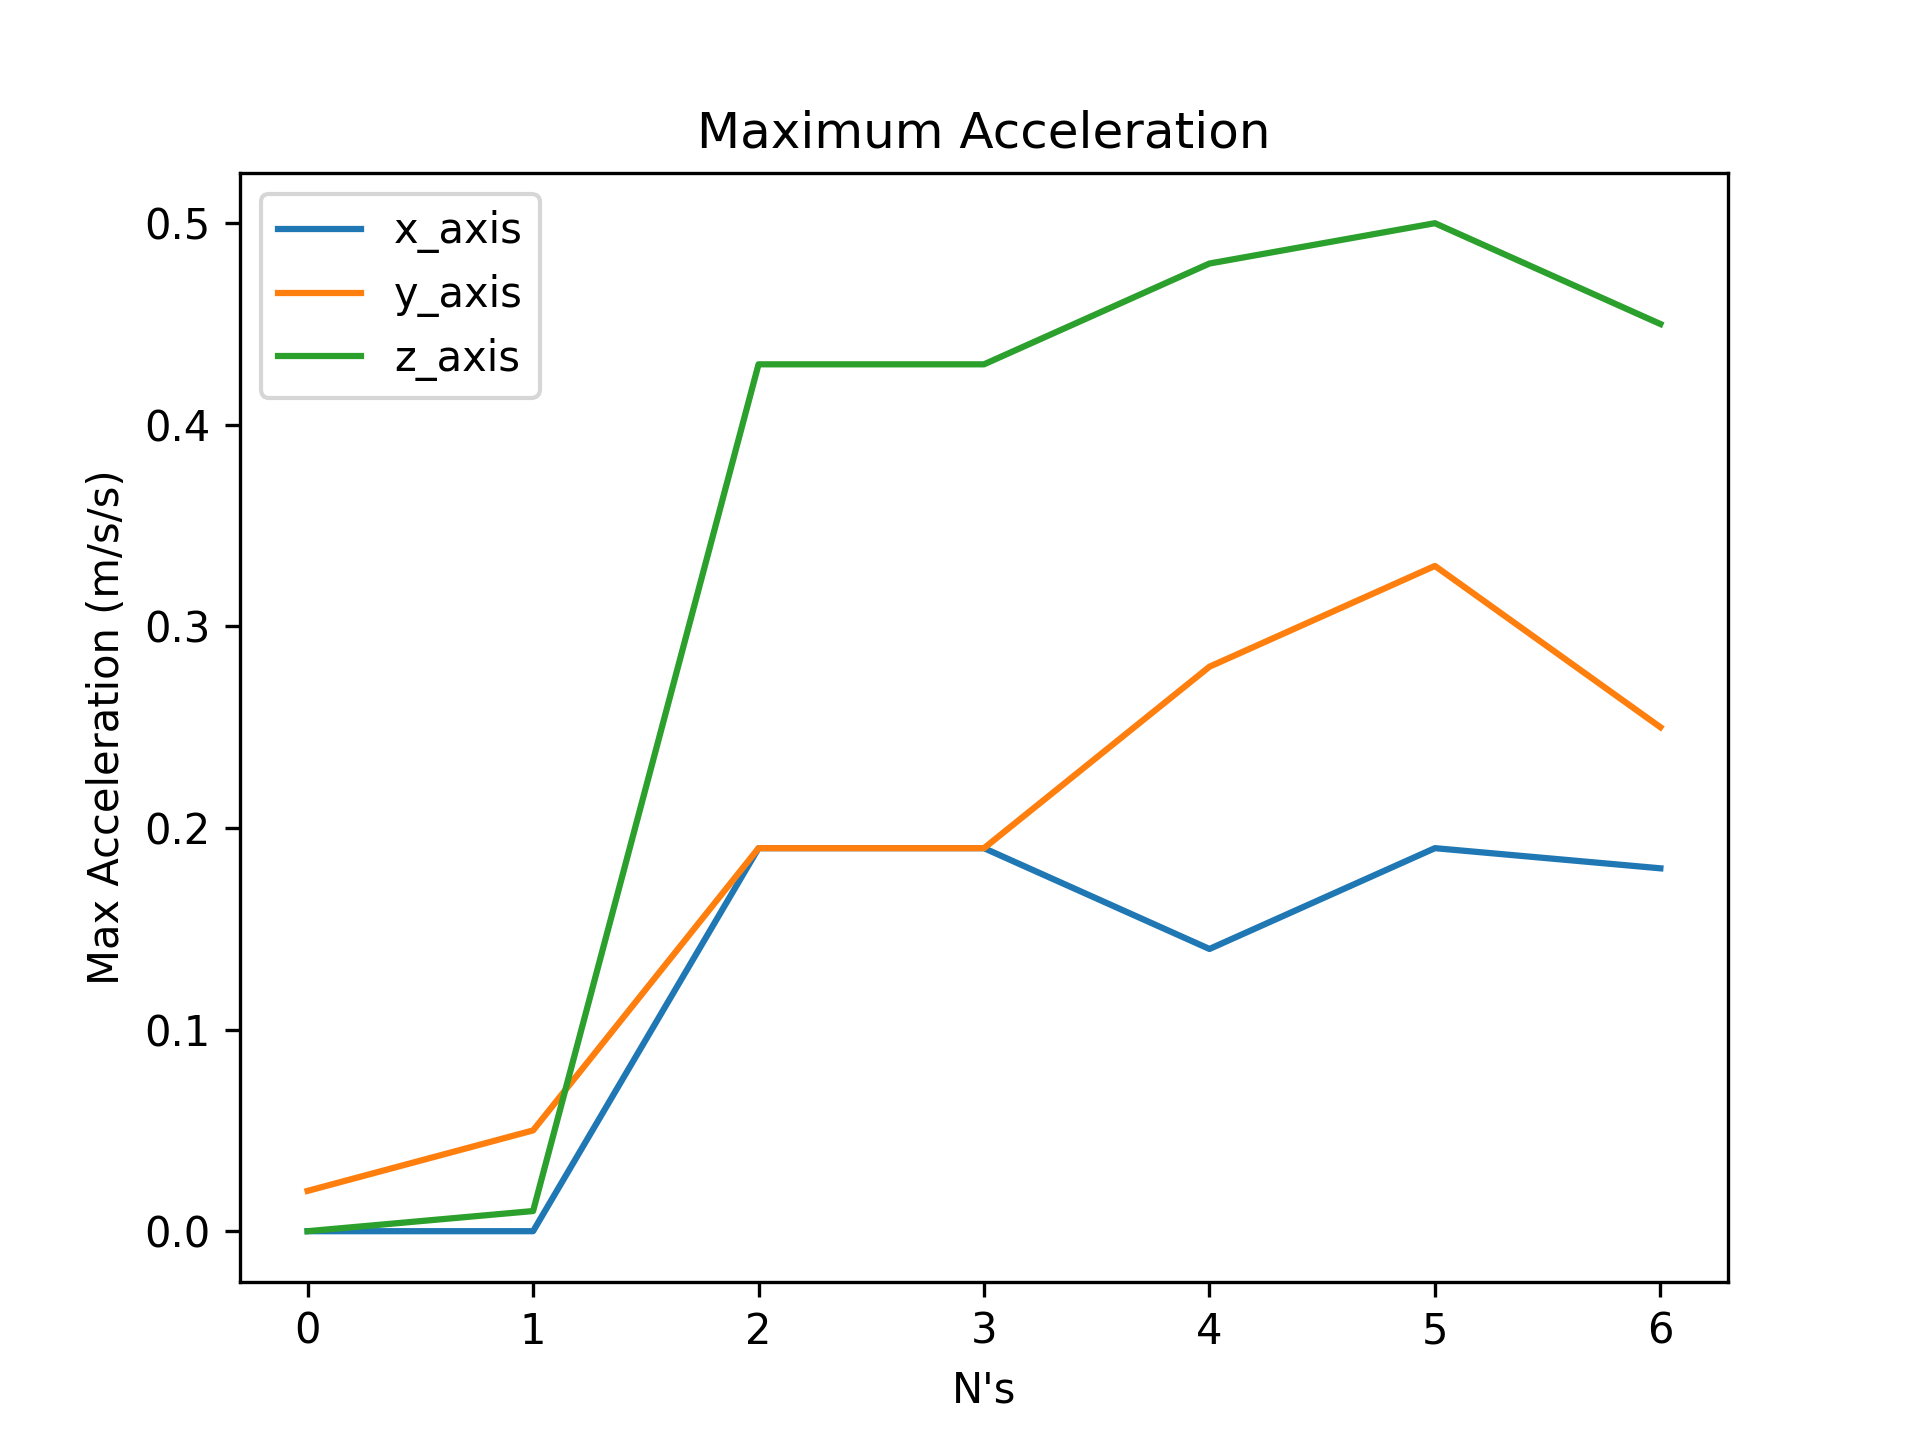 Maximum Acceleration
x_axis
y_axis
z_axis
Max Acceleration (m/s/s)
0.5
0.4
0.3
0.2
0.1
0.0
0 1 2 3 4 5 6
N's